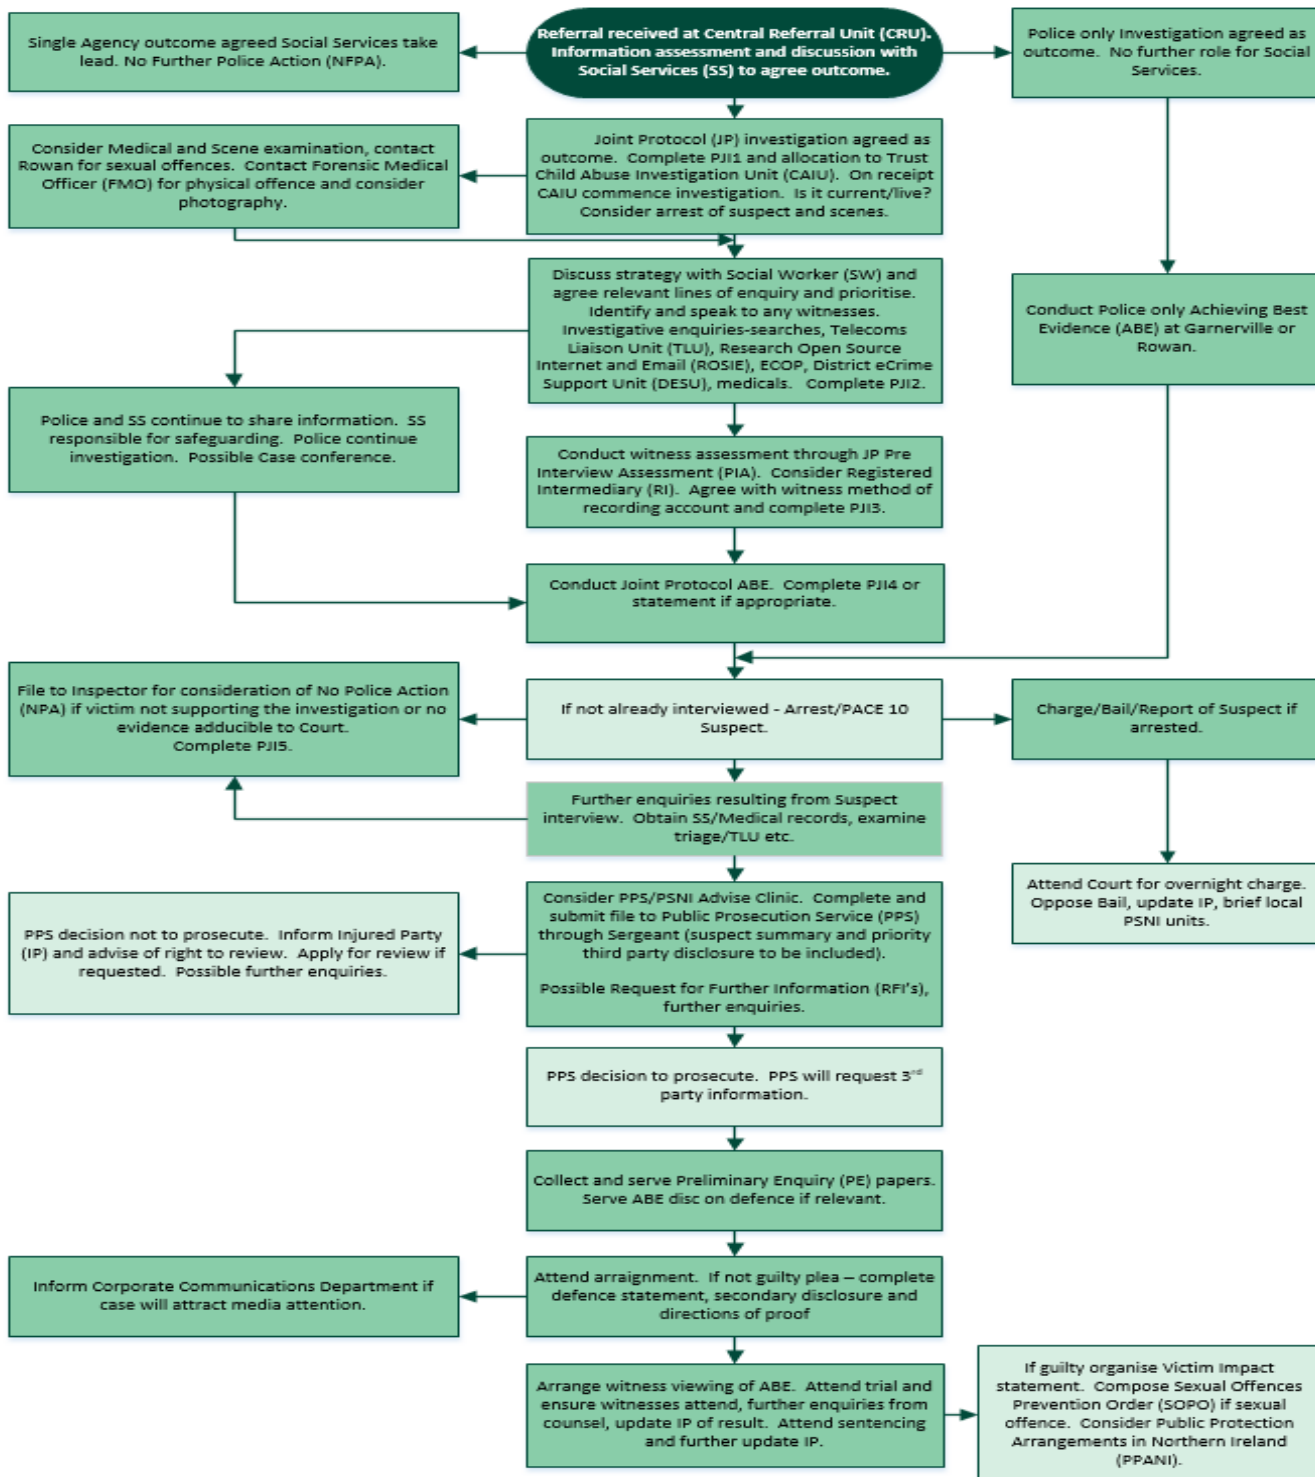 Single Agency outcome agreed Social Services take
lead. No Further Police Action (NFPA).
Referral received at Central Referral Unit (CRU).
Information assessment and discussion with
Social Services (SS) to agree outcome.
Police only Investigation agreed as
outcome. No further role for Social
Services.
Consider Medical and Scene examination, contact
Rowan for sexual offences. Contact Forensic Medical
Officer (FMO) for physical offence and consider
photography.
Joint Protocol (JP) investigation agreed as
outcome. Complete PJI1 and allocation to Trust
Child Abuse Investigation Unit (CAIU). On receipt
CAIU commence investigation. Is it current/live?
Consider arrest of suspect and scenes.
Discuss strategy with Social Worker (SW) and
agree relevant lines of enquiry and prioritise.
Identify and speak to any witnesses.
Investigative enquiries-searches, Telecoms
Liaison Unit (TLU), Research Open Source
Internet and Email (ROSIE), ECOP, District eCrime
Support Unit (DESU), medicals. Complete PJI2.
Conduct Police only Achieving Best
Evidence (ABE) at Garnerville or
Rowan.
Police and SS continue to share information. SS
responsible for safeguarding. Police continue
investigation. Possible Case conference.
Conduct witness assessment through JP Pre
Interview Assessment (PIA). Consider Registered
Intermediary (RI). Agree with witness method of
recording account and complete PJI3.
Conduct Joint Protocol ABE. Complete PJI4 or
statement if appropriate.
File to Inspector for consideration of No Police Action
(NPA) if victim not supporting the investigation or no
evidence adducible to Court.
Complete PJI5.
If not already interviewed - Arrest/PACE 10
Suspect.
Charge/Bail/Report of Suspect if
arrested.
Further enquiries resulting from Suspect
interview. Obtain SS/Medical records, examine
triage/TLU etc.
Attend Court for overnight charge.
Oppose Bail, update IP, brief local
PSNI units.
PPS decision not to prosecute. Inform Injured Party
(IP) and advise of right to review. Apply for review if
requested. Possible further enquiries.
Consider PPS/PSNI Advise Clinic. Complete and
submit file to Public Prosecution Service (PPS)
through Sergeant (suspect summary and priority
third party disclosure to be included).
Possible Request for Further Information (RFI's),
further enquiries.
PPS decision to prosecute. PPS will request 3rd
party information.
Collect and serve Preliminary Enquiry (PE) papers.
Serve ABE disc on defence if relevant.
Inform Corporate Communications Department if
case will attract media attention.
Attend arraignment. If not guilty plea – complete
defence statement, secondary disclosure and
directions of proof
Arrange witness viewing of ABE. Attend trial and
ensure witnesses attend, further enquiries from
counsel, update IP of result. Attend sentencing
and further update IP.
If guilty organise Victim Impact
statement. Compose Sexual Offences
Prevention Order (SOPO) if sexual
offence. Consider Public Protection
Arrangements in Northern Ireland
(PPANI).